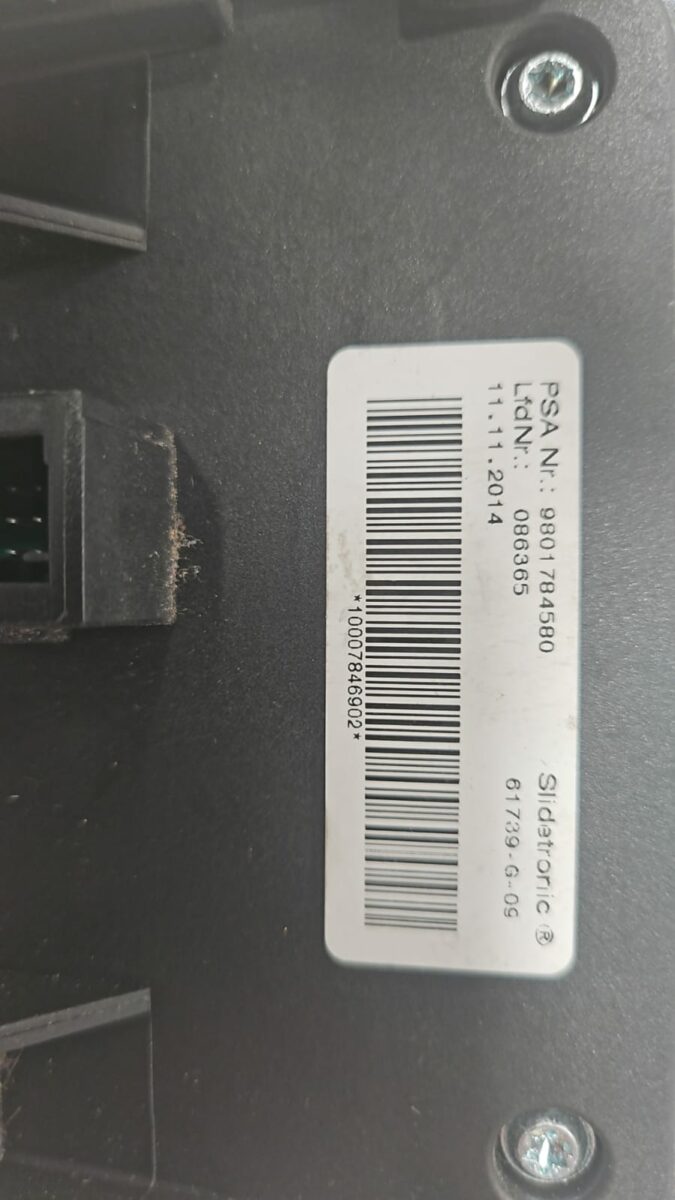 PSA Nr.: 9801784580 Slidetronic ®
LfdNr.: 086365 61739-G-09
11.11.2014
*10007846902*